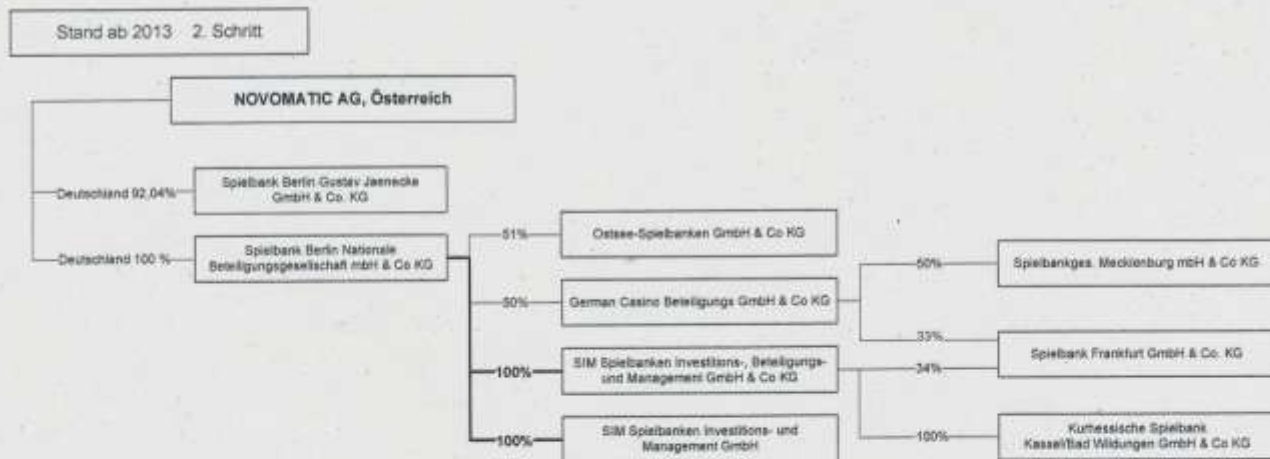 Stand ab 2013 2. Schritt
NOVOMATIC AG, Österreich
Deutschland 92,04%
Spielbank Berlin Gustav Jaenecke
GmbH & Co. KG
Deutschland 100 %
Spielbank Berlin Nationale
Beteiligungsgesellschaft mbH & Co KG
51%
Ostsee-Spielbanken GmbH & Co KG
50%
German Casino Beteiligungs GmbH & Co KG
50%
Spielbankges. Mecklenburg mbH & Co KG
33%
Spielbank Frankfurt GmbH & Co. KG
34%
100%
SIM Spielbanken Investitions-, Beteiligungs-
und Management GmbH & Co KG
100%
Kurhessische Spielbank
Kassel/Bad Wildungen GmbH & Co KG
100%
SIM Spielbanken Investitions- und
Management GmbH